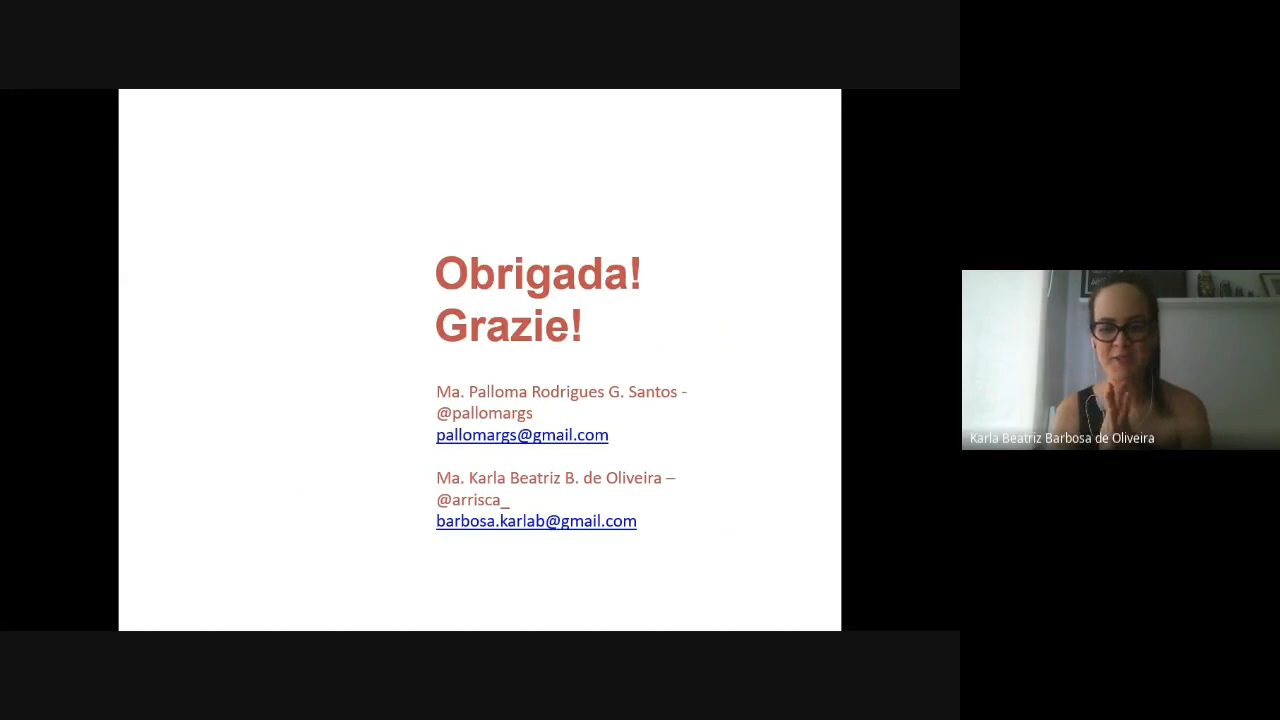 Obrigada!
Grazie!
Ma. Palloma Rodrigues G. Santos -
@pallomargs
pallomargs@gmail.com
Ma. Karla Beatriz B. de Oliveira –
@arrisca_
barbosa.karlab@gmail.com
Karla Beatriz Barbosa de Oliveira